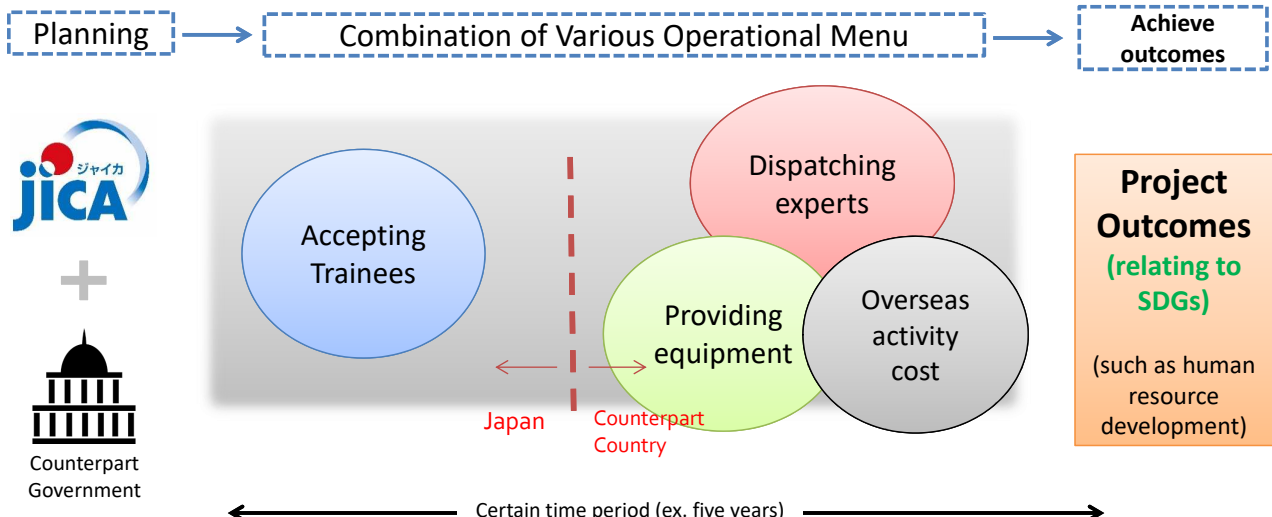 Planning
Combination of Various Operational Menu
Achieve
outcomes
ジャイカ
jICA
Counterpart
Government
Accepting
Trainees
Dispatching
experts
Providing
equipment
Overseas
activity
cost
Japan
Counterpart
Country
Project
Outcomes
(relating to
SDGs)
(such as human
resource
development)
Certain time period (ex. five years)